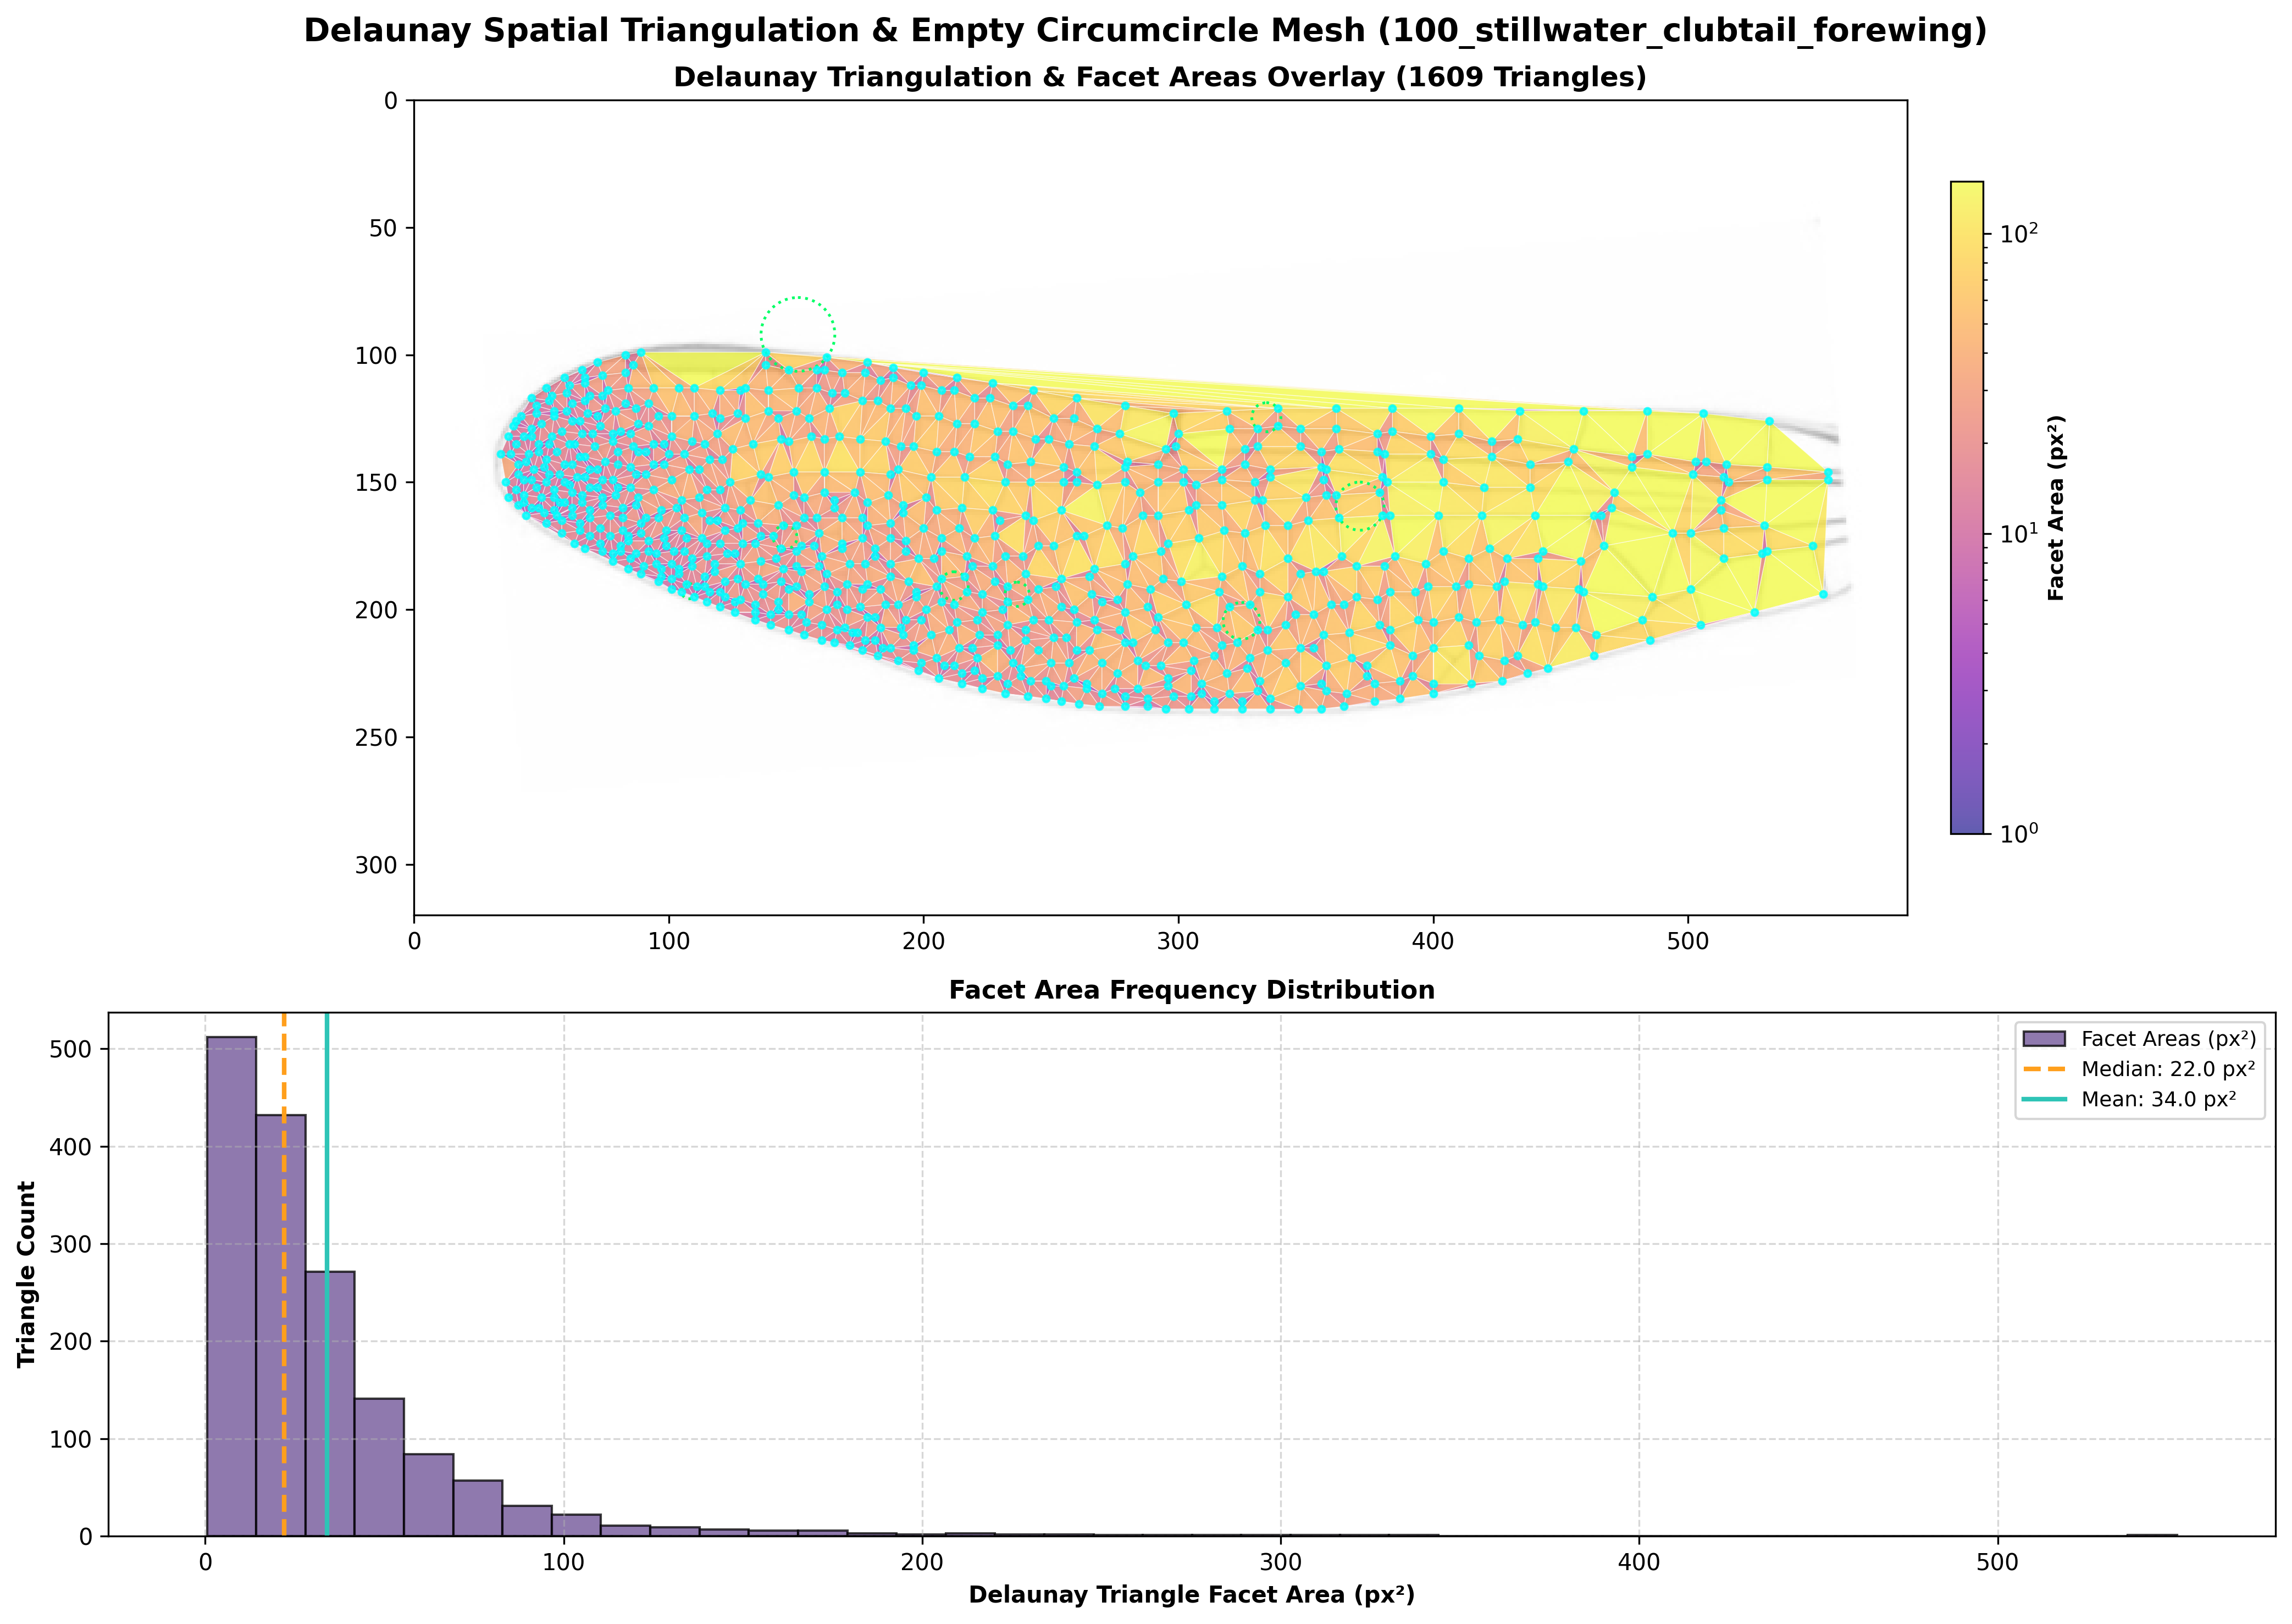 Delaunay Spatial Triangulation & Empty Circumcircle Mesh (100_stillwater_clubtail_forewing)
Delaunay Triangulation & Facet Areas Overlay (1609 Triangles)
0
50
100
150
200
250
300
0 100 200 300 400 500
10²
10¹
10⁰
Facet Area (px²)
Facet Area Frequency Distribution
Facet Areas (px²)
Median: 22.0 px²
Mean: 34.0 px²
500
400
300
200
100
0
Triangle Count
0 100 200 300 400 500
Delaunay Triangle Facet Area (px²)